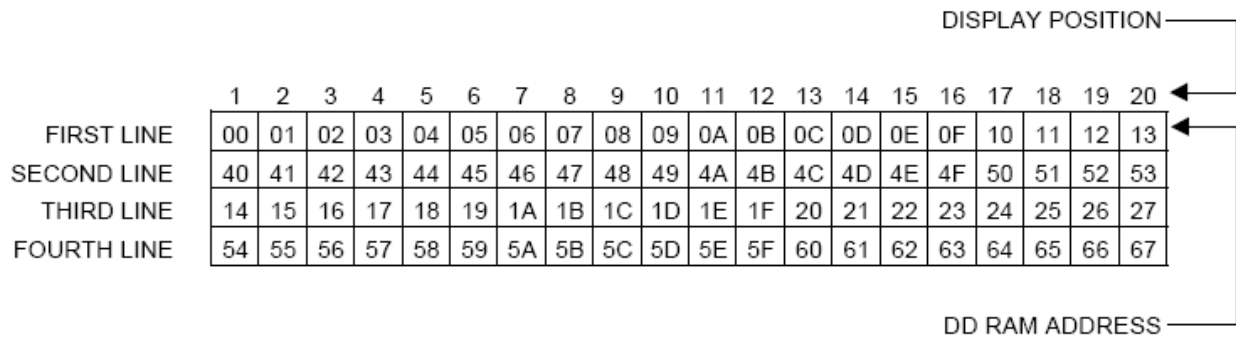 DISPLAY POSITION
1 2 3 4 5 6 7 8 9 10 11 12 13 14 15 16 17 18 19 20
FIRST LINE 00 01 02 03 04 05 06 07 08 09 0A 0B 0C 0D 0E 0F 10 11 12 13
SECOND LINE 40 41 42 43 44 45 46 47 48 49 4A 4B 4C 4D 4E 4F 50 51 52 53
THIRD LINE 14 15 16 17 18 19 1A 1B 1C 1D 1E 1F 20 21 22 23 24 25 26 27
FOURTH LINE 54 55 56 57 58 59 5A 5B 5C 5D 5E 5F 60 61 62 63 64 65 66 67
DD RAM ADDRESS